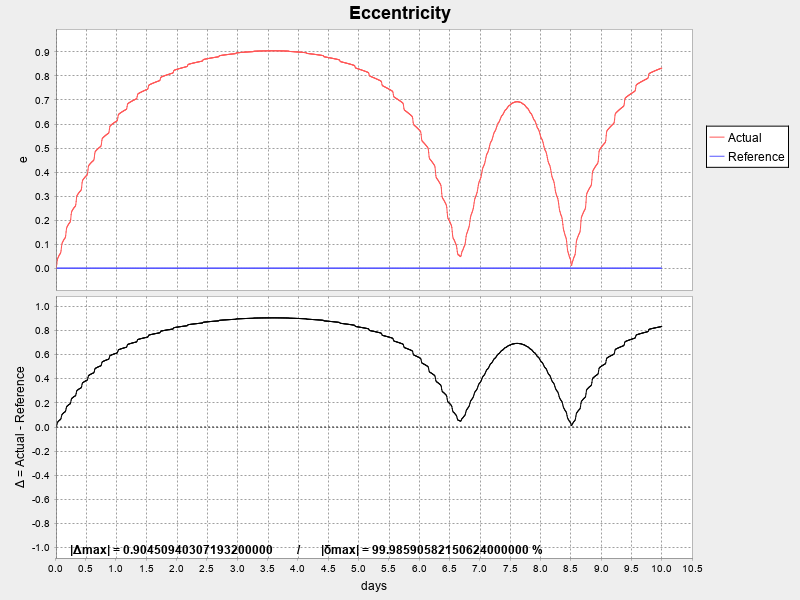 Eccentricity
0.9
0.8
0.7
0.6
0.5
0.4
0.3
0.2
0.1
0.0
e
Actual
Reference
1.0
0.8
0.6
0.4
0.2
0.0
-0.2
-0.4
-0.6
-0.8
-1.0
Δ = Actual - Reference
|Δmax| = 0.90450940307193200000 / |δmax| = 99.98590582150624000000 %
0.0 0.5 1.0 1.5 2.0 2.5 3.0 3.5 4.0 4.5 5.0 5.5 6.0 6.5 7.0 7.5 8.0 8.5 9.0 9.5 10.0 10.5
days